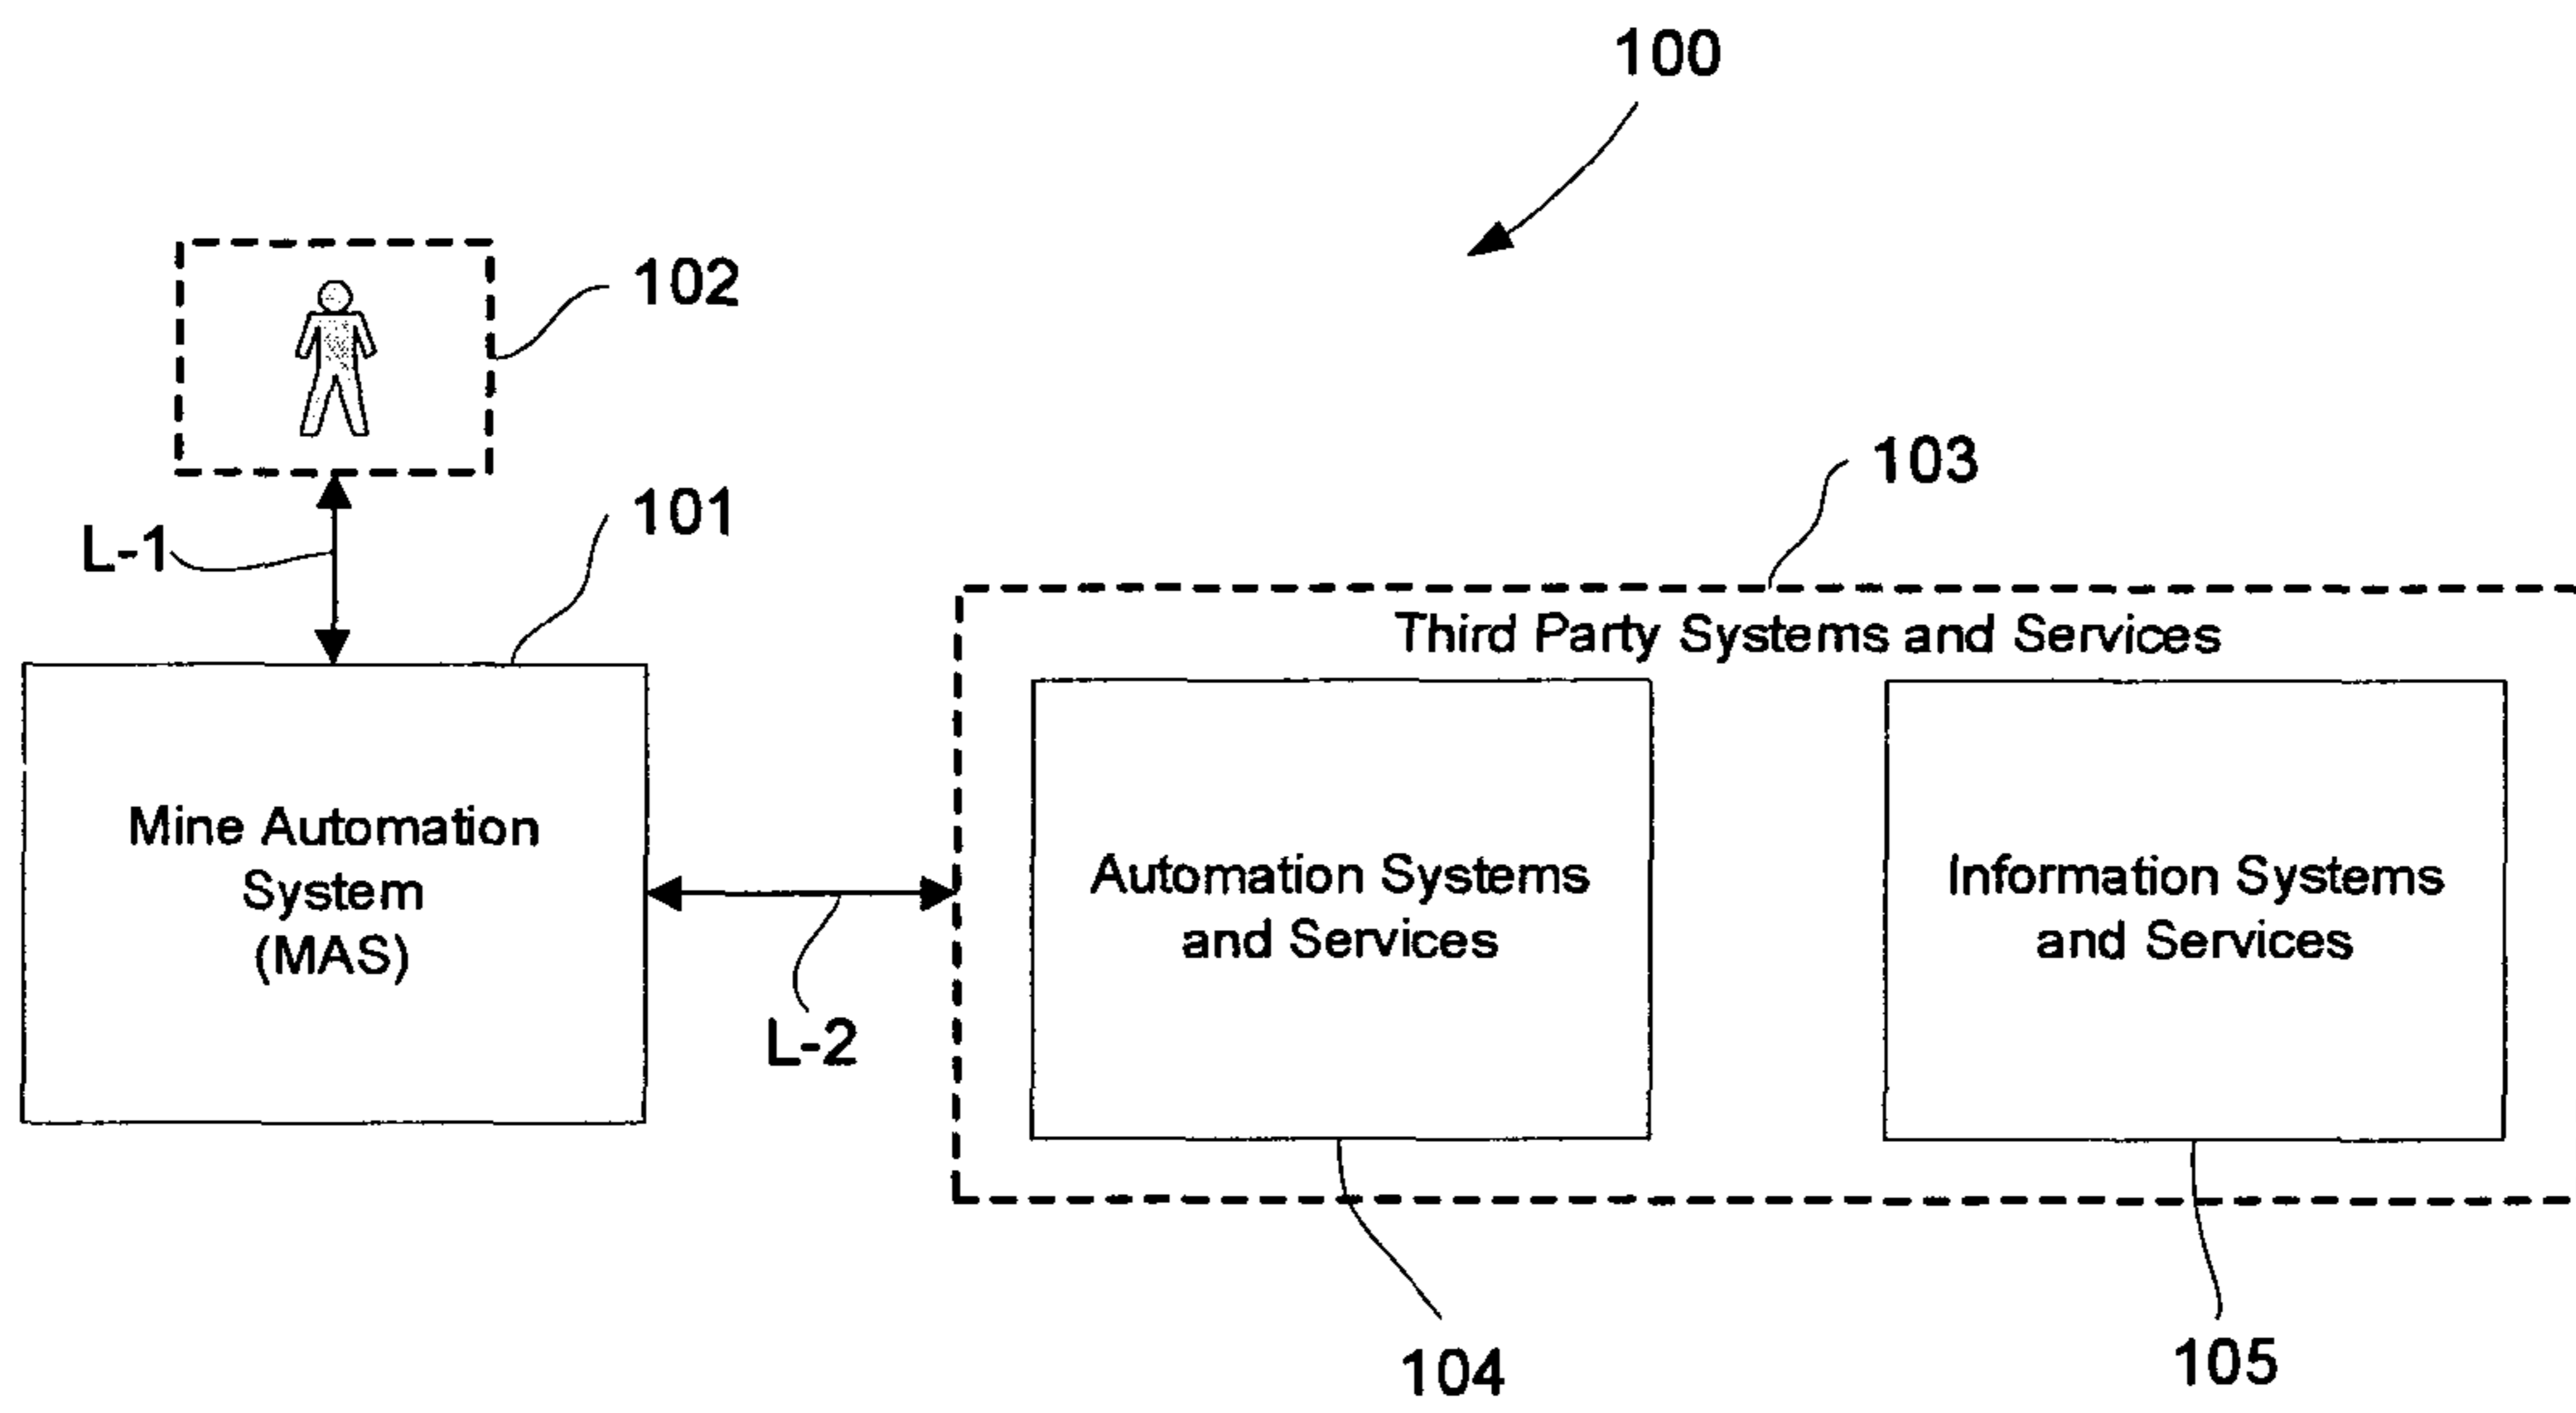 100
102
101
L-1
103
Third Party Systems and Services
Mine Automation
System
(MAS)
Automation Systems
and Services
Information Systems
and Services
L-2
104
105